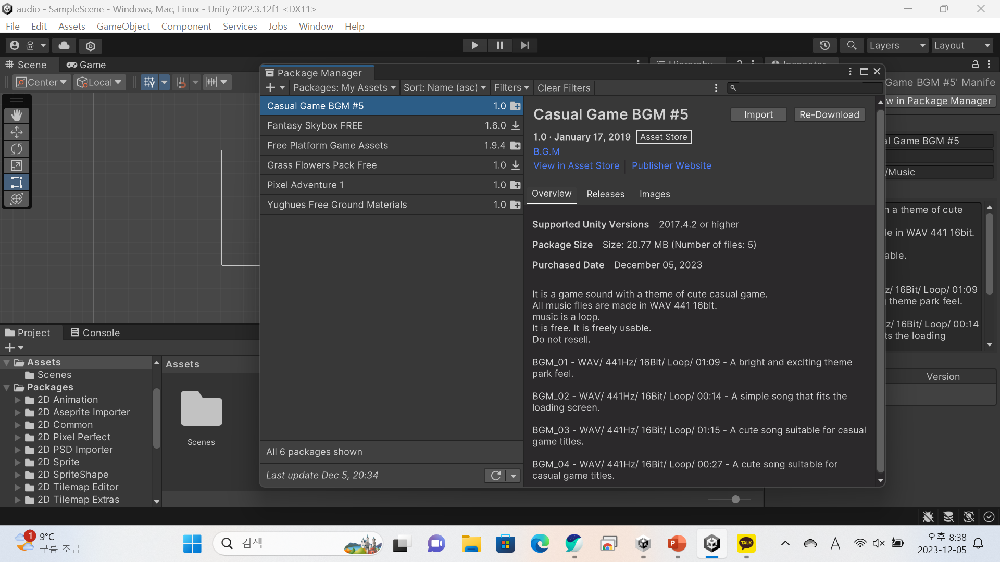 audio - SampleScene - Windows, Mac, Linux - Unity 2022.3.12f1 <DX11>
File Edit Assets GameObject Component Services Jobs Window Help
윤
Layers Layout
Scene Game
Center Local
Package Manager
Packages: My Assets Sort: Name (asc) Filters Clear Filters
Casual Game BGM #5 1.0
Fantasy Skybox FREE 1.6.0
Free Platform Game Assets 1.9.4
Grass Flowers Pack Free 1.0
Pixel Adventure 1 1.0
Yughues Free Ground Materials 1.0
All 6 packages shown
Last update Dec 5, 20:34
Casual Game BGM #5 Import Re-Download
1.0 · January 17, 2019 Asset Store
B.G.M
View in Asset Store Publisher Website
Overview Releases Images
Supported Unity Versions 2017.4.2 or higher
Package Size Size: 20.77 MB (Number of files: 5)
Purchased Date December 05, 2023
It is a game sound with a theme of cute casual game.
All music files are made in WAV 441 16bit.
music is a loop.
It is free. It is freely usable.
Do not resell.
BGM_01 - WAV/ 441Hz/ 16Bit/ Loop/ 01:09 - A bright and exciting theme
park feel.
BGM_02 - WAV/ 441Hz/ 16Bit/ Loop/ 00:14 - A simple song that fits the
loading screen.
BGM_03 - WAV/ 441Hz/ 16Bit/ Loop/ 01:15 - A cute song suitable for casual
game titles.
BGM_04 - WAV/ 441Hz/ 16Bit/ Loop/ 00:27 - A cute song suitable for
casual game titles.
Game BGM #5' Manife
w in Package Manager
al Game BGM #5
/Music
h a theme of cute
de in WAV 441 16bit.
able.
z/ 16Bit/ Loop/ 01:09
theme park feel.
z/ 16Bit/ Loop/ 00:14
ts the loading
Version
Project Console
Assets
Scenes
Packages
2D Animation
2D Aseprite Importer
2D Common
2D Pixel Perfect
2D PSD Importer
2D Sprite
2D SpriteShape
2D Tilemap Editor
2D Tilemap Extras
Assets
Scenes
1 9°C
구름 조금
검색
P
TALK
A
오후 8:38
2023-12-05